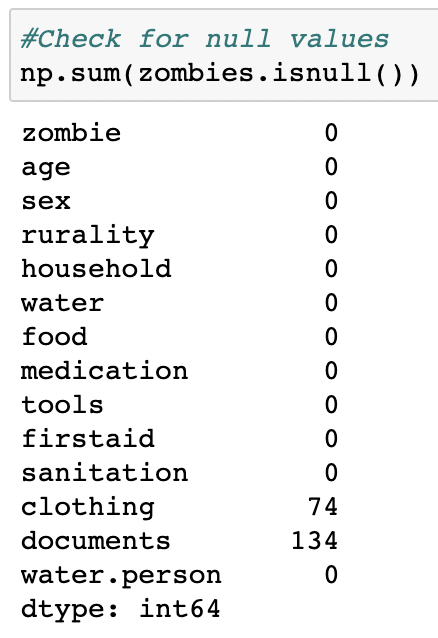 #Check for null values
np.sum(zombies.isnull())
zombie 0
age 0
sex 0
rurality 0
household 0
water 0
food 0
medication 0
tools 0
firstaid 0
sanitation 0
clothing 74
documents 134
water.person 0
dtype: int64